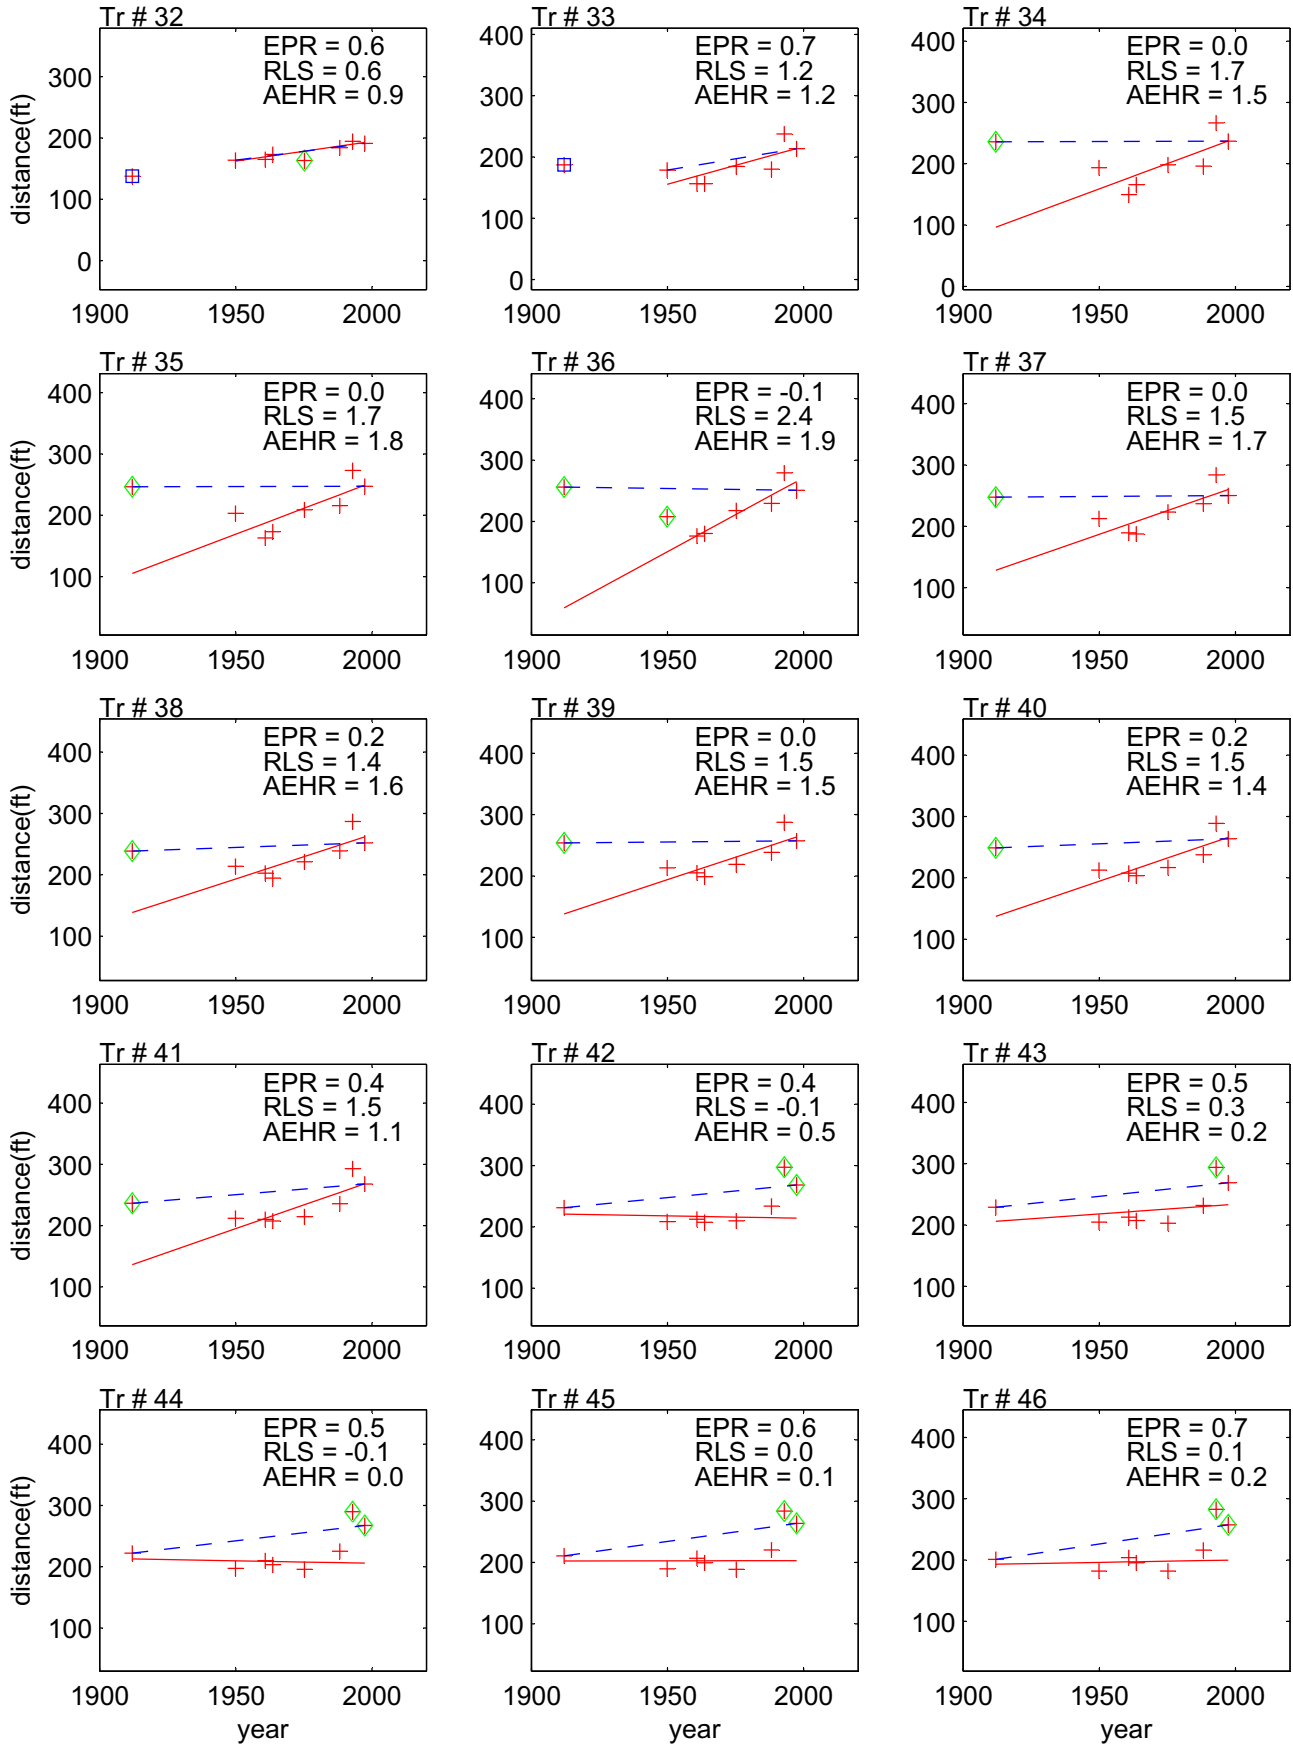 Tr # 32
EPR = 0.6
RLS = 0.6
AEHR = 0.9
300
200
100
0
distance(ft)
1900 1950 2000
Tr # 33
EPR = 0.7
RLS = 1.2
AEHR = 1.2
400
300
200
100
0
1900 1950 2000
Tr # 34
EPR = 0.0
RLS = 1.7
AEHR = 1.5
400
300
200
100
0
1900 1950 2000
Tr # 35
EPR = 0.0
RLS = 1.7
AEHR = 1.8
400
300
200
100
distance(ft)
1900 1950 2000
Tr # 36
EPR = -0.1
RLS = 2.4
AEHR = 1.9
400
300
200
100
1900 1950 2000
Tr # 37
EPR = 0.0
RLS = 1.5
AEHR = 1.7
400
300
200
100
1900 1950 2000
Tr # 38
EPR = 0.2
RLS = 1.4
AEHR = 1.6
400
300
200
100
distance(ft)
1900 1950 2000
Tr # 39
EPR = 0.0
RLS = 1.5
AEHR = 1.5
400
300
200
100
1900 1950 2000
Tr # 40
EPR = 0.2
RLS = 1.5
AEHR = 1.4
400
300
200
100
1900 1950 2000
Tr # 41
EPR = 0.4
RLS = 1.5
AEHR = 1.1
400
300
200
100
distance(ft)
1900 1950 2000
Tr # 42
EPR = 0.4
RLS = -0.1
AEHR = 0.5
400
300
200
100
1900 1950 2000
Tr # 43
EPR = 0.5
RLS = 0.3
AEHR = 0.2
400
300
200
100
1900 1950 2000
Tr # 44
EPR = 0.5
RLS = -0.1
AEHR = 0.0
400
300
200
100
distance(ft)
1900 1950 2000
year
Tr # 45
EPR = 0.6
RLS = 0.0
AEHR = 0.1
400
300
200
100
1900 1950 2000
year
Tr # 46
EPR = 0.7
RLS = 0.1
AEHR = 0.2
400
300
200
100
1900 1950 2000
year